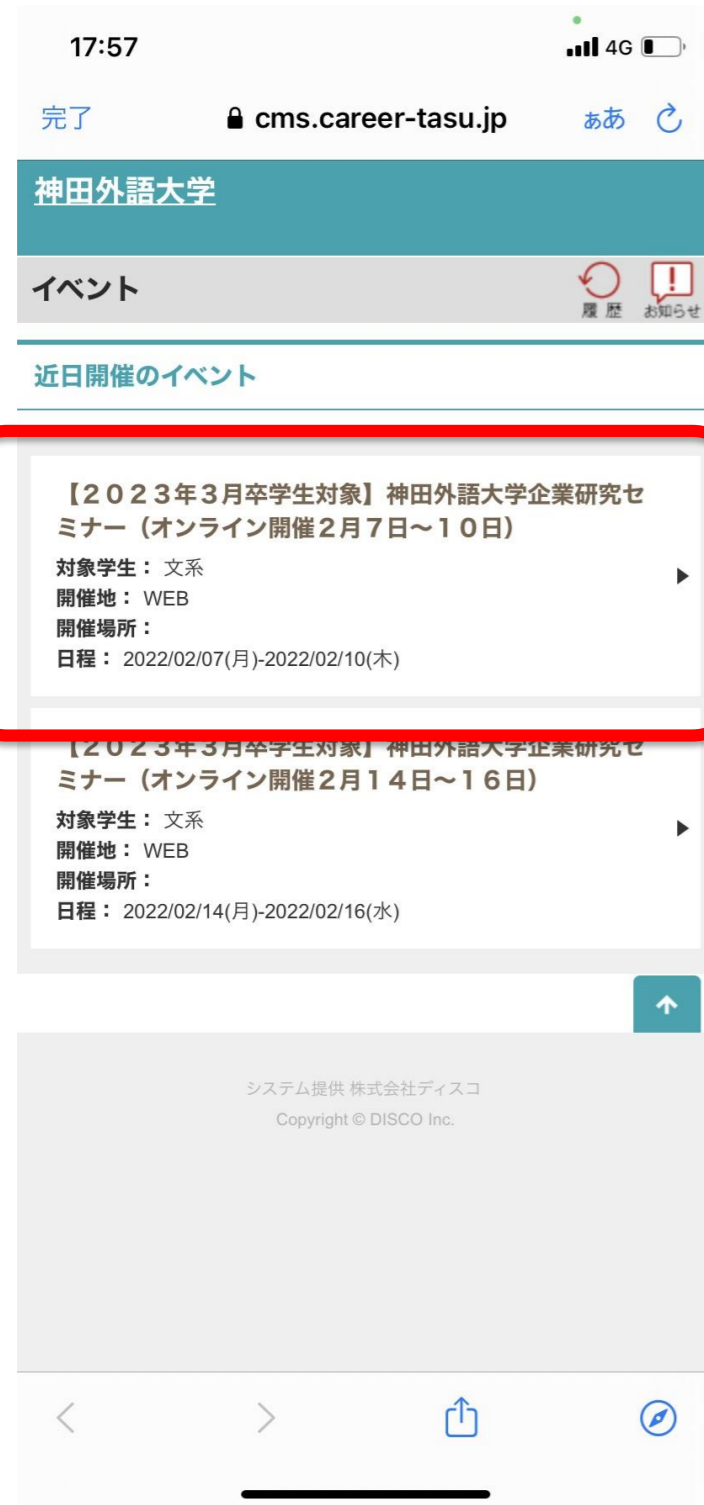 17:57
4G
完了
cms.career-tasu.jp
ぁあ
神田外語大学
イベント
履 歴
お知らせ
近日開催のイベント
【２０２３年３月卒学生対象】神田外語大学企業研究セ
ミナー（オンライン開催２月７日～１０日）
対象学生： 文系
開催地： WEB
開催場所：
日程： 2022/02/07(月)-2022/02/10(木)
【２０２３年３月卒学生対象】神田外語大学企業研究セ
ミナー（オンライン開催２月１４日～１６日）
対象学生： 文系
開催地： WEB
開催場所：
日程： 2022/02/14(月)-2022/02/16(水)
システム提供 株式会社ディスコ
Copyright © DISCO Inc.